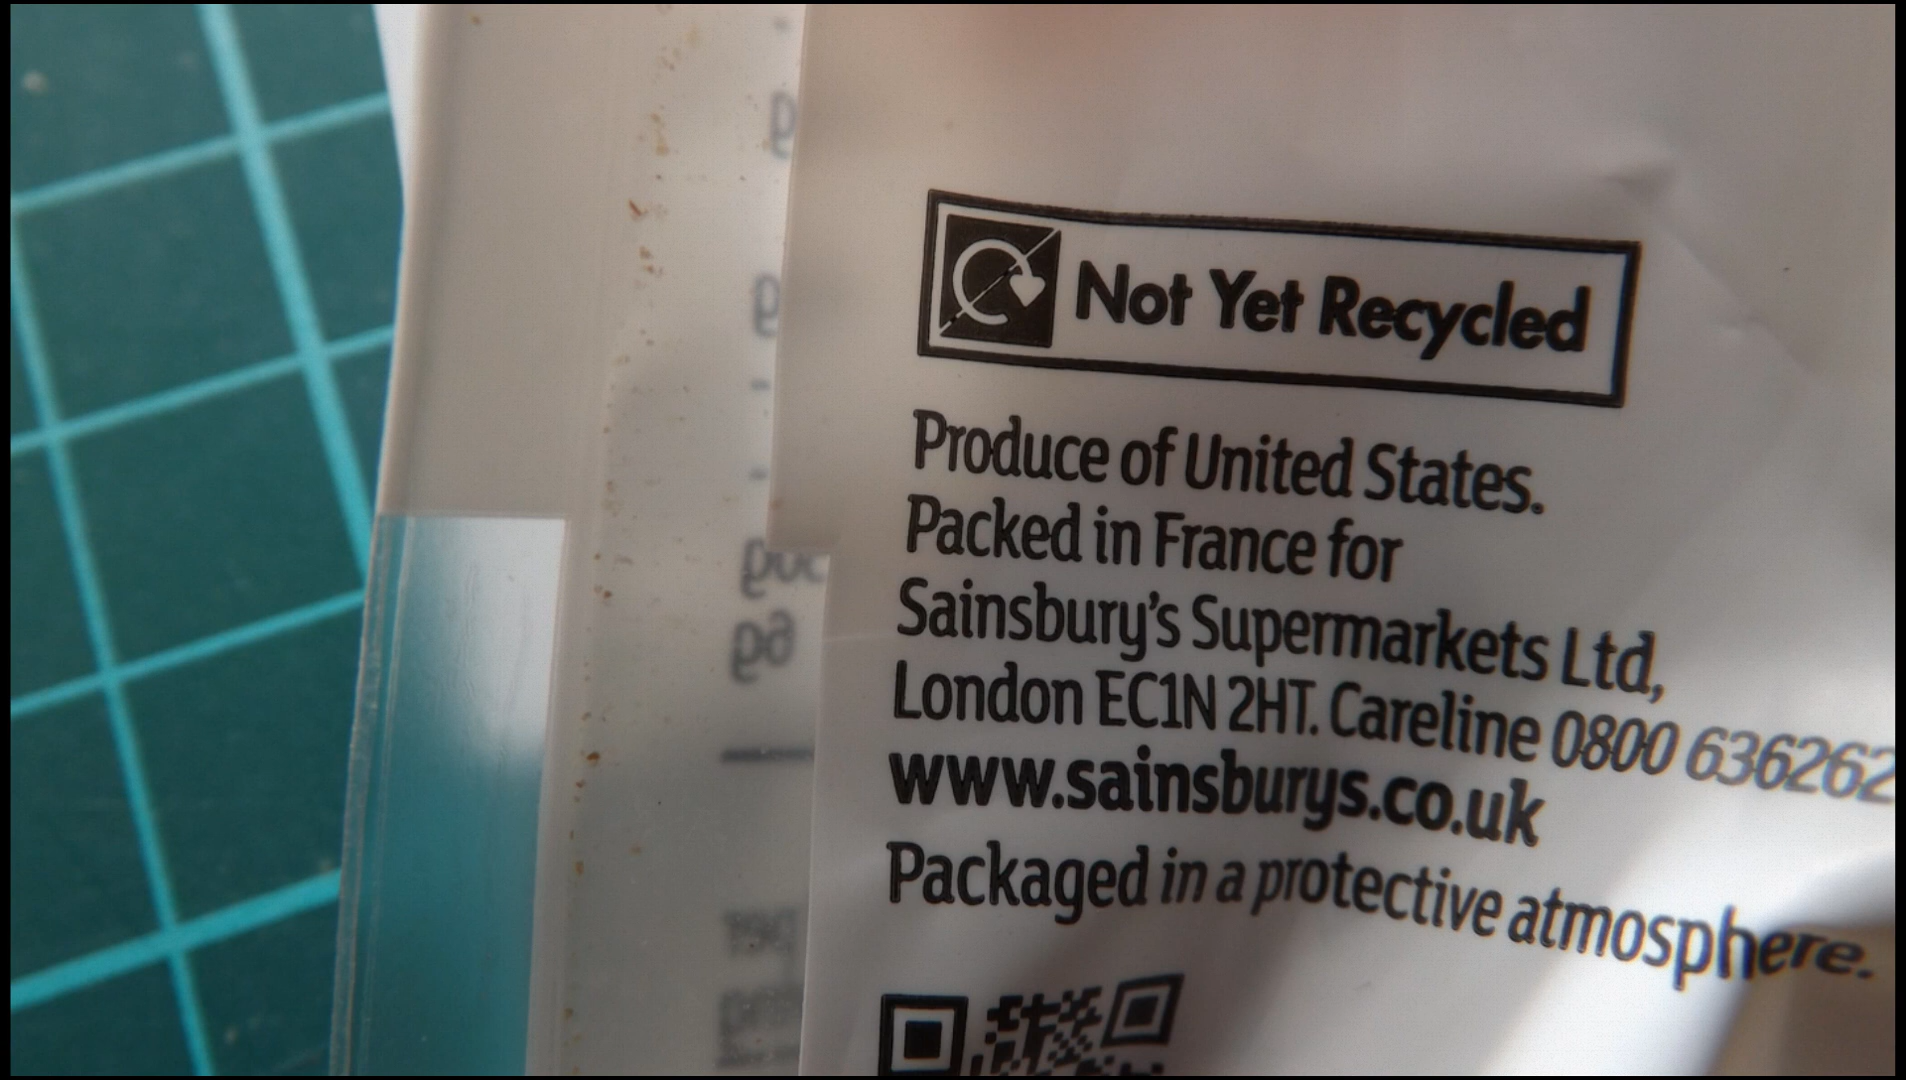 Not Yet Recycled
Produce of United States.
Packed in France for
Sainsbury's Supermarkets Ltd,
London EC1N 2HT. Careline 0800 636262
www.sainsburys.co.uk
Packaged in a protective atmosphere.